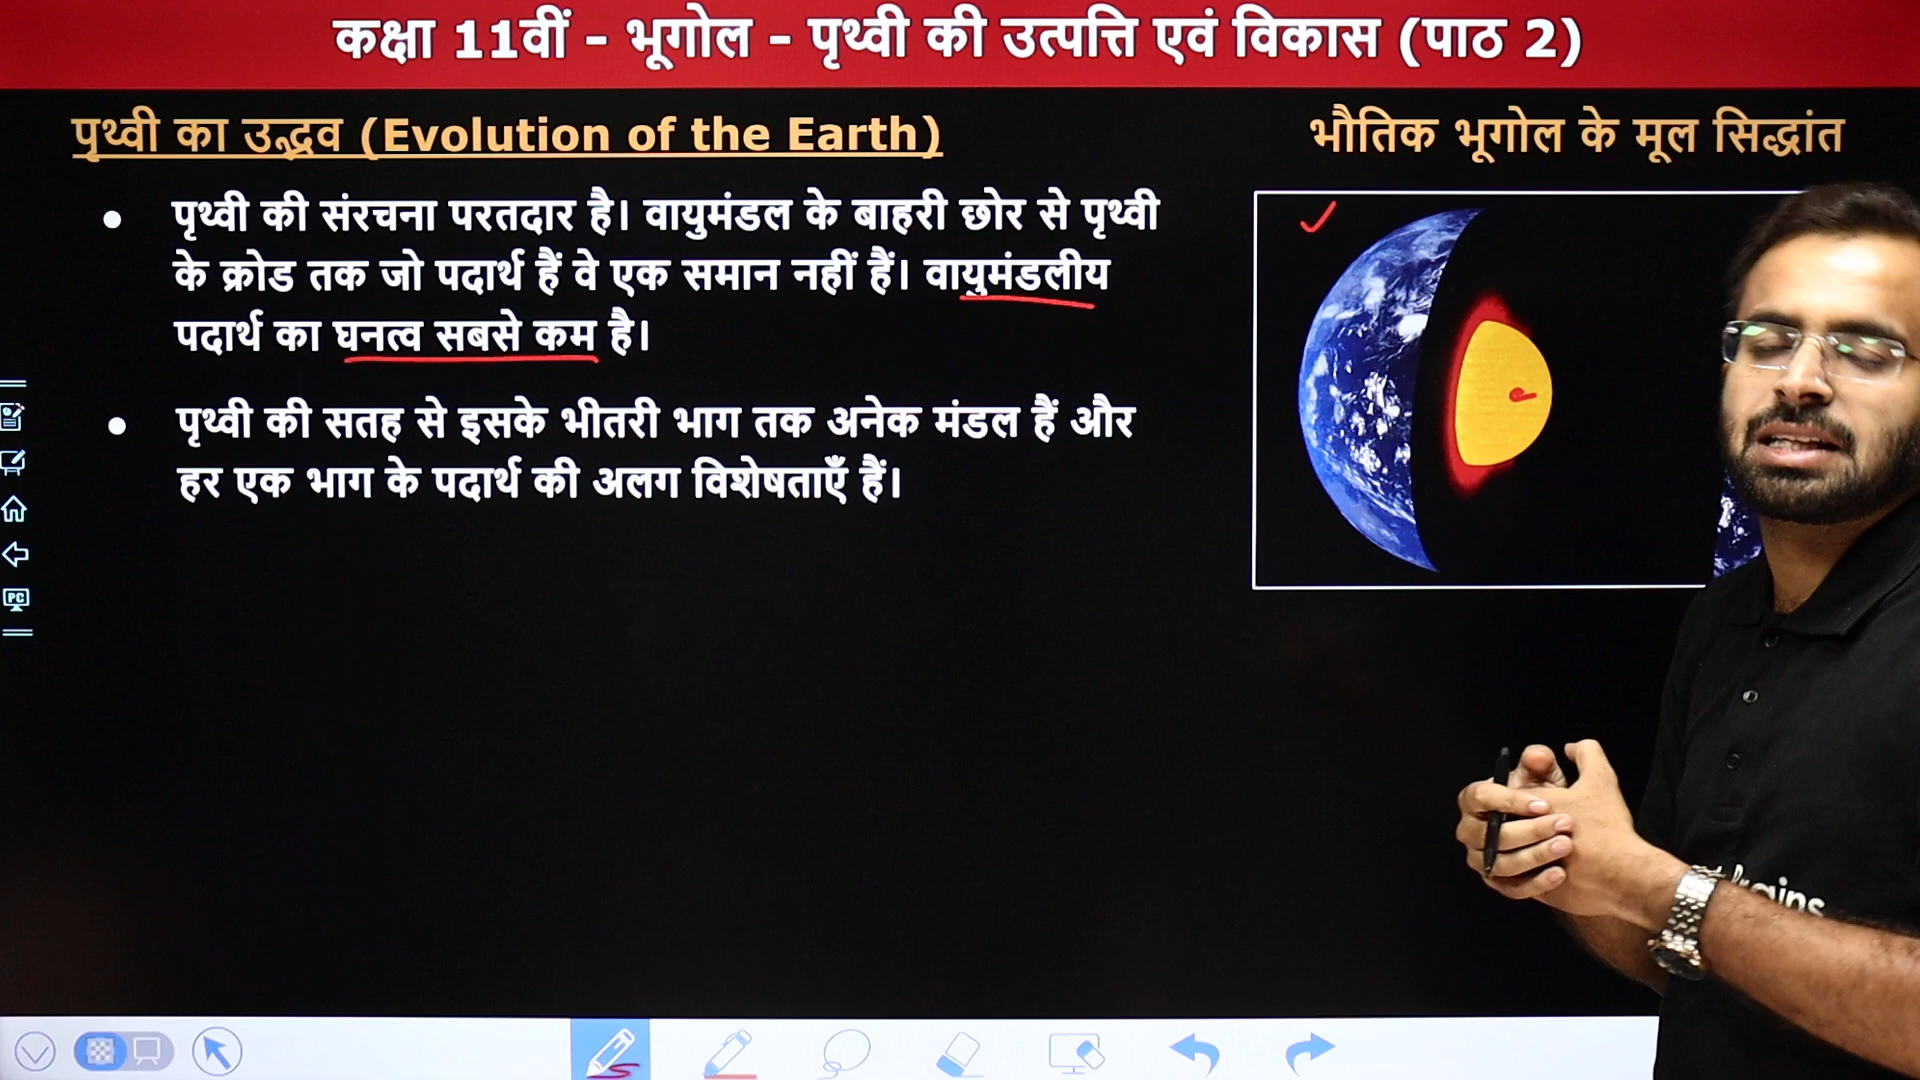 कक्षा 11वीं - भूगोल - पृथ्वी की उत्पत्ति एवं विकास (पाठ 2)
पृथ्वी का उद्भव (Evolution of the Earth)
भौतिक भूगोल के मूल सिद्धांत
• पृथ्वी की संरचना परतदार है। वायुमंडल के बाहरी छोर से पृथ्वी
के क्रोड तक जो पदार्थ हैं वे एक समान नहीं हैं। वायुमंडलीय
पदार्थ का घनत्व सबसे कम है।
• पृथ्वी की सतह से इसके भीतरी भाग तक अनेक मंडल हैं और
हर एक भाग के पदार्थ की अलग विशेषताएँ हैं।
PC